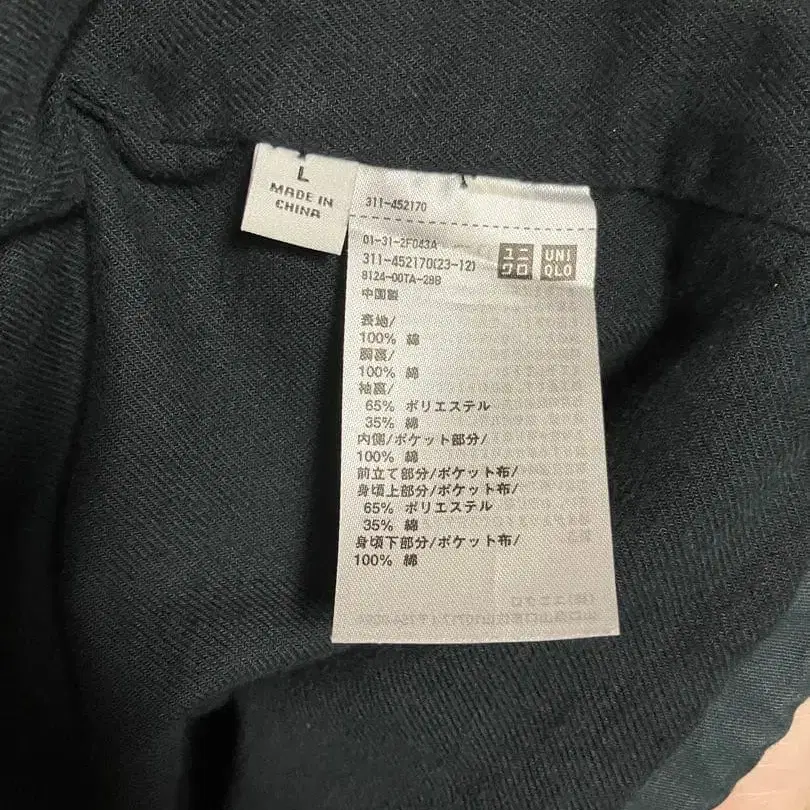 L
MADE IN
CHINA
311-452170
01-31-2F043A
311-452170(23-12)
8124-00TA-28B
中国製
ユニ
クロ
UNI
QLO
表地/
100% 綿
胴裏/
100% 綿
袖裏/
65% ポリエステル
35% 綿
内側/ポケット部分/
100% 綿
前立て部分/ポケット布/
身頃上部分/ポケット布/
65% ポリエステル
35% 綿
身頃下部分/ポケット布/
100% 綿